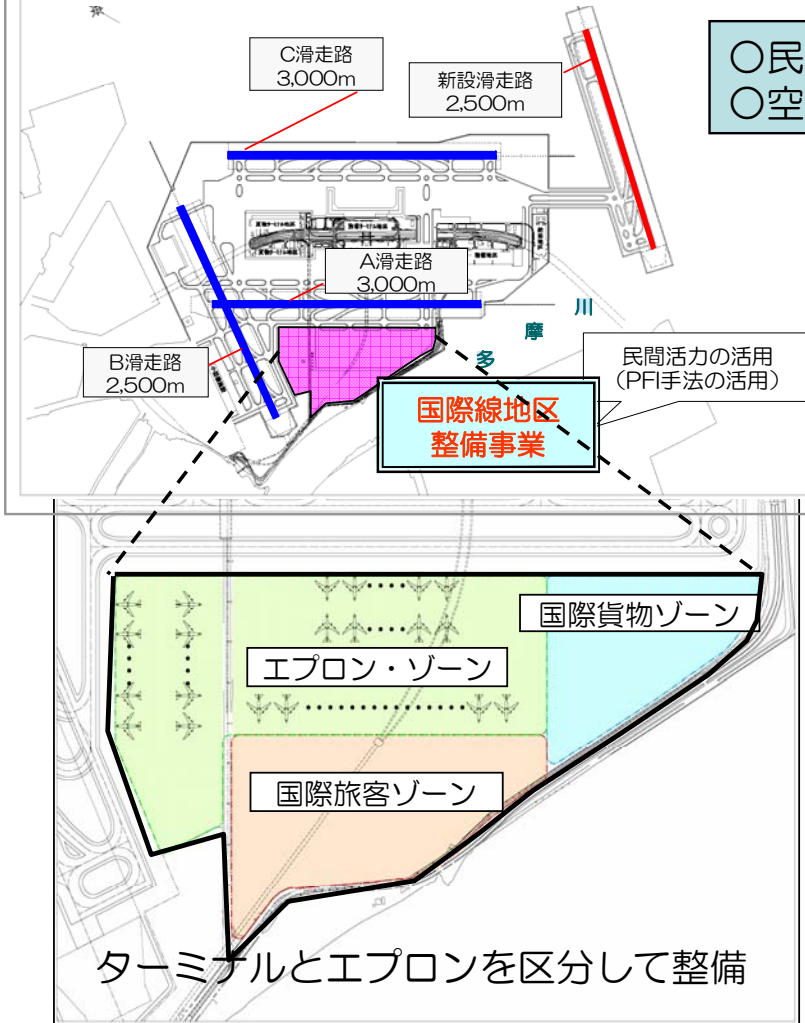 C滑走路
3,000m
新設滑走路
2,500m
○民
○空
A滑走路
3,000m
B滑走路
2,500m
川
摩
多
民間活力の活用
（PFI手法の活用）
国際線地区
整備事業
国際貨物ゾーン
エプロン・ゾーン
国際旅客ゾーン
ターミナルとエプロンを区分して整備